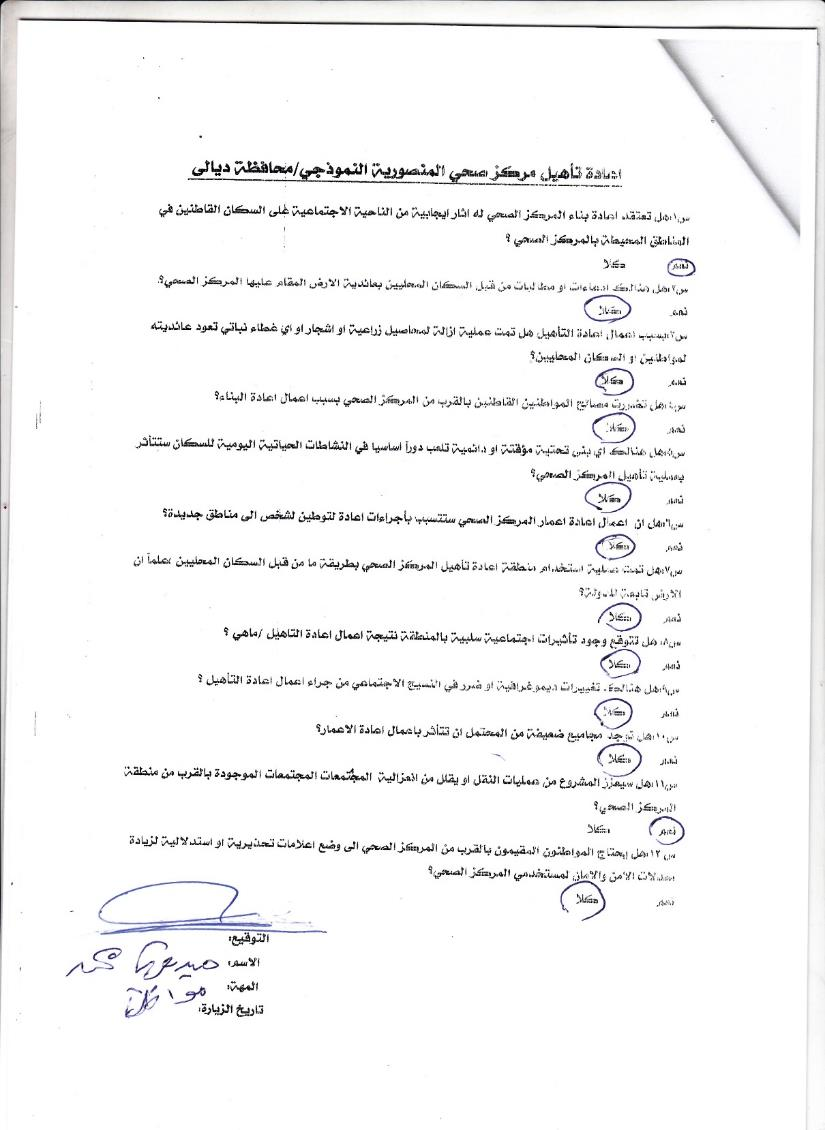 اعادة تأهيل مركز صحي المنصورية النموذجي/محافظة ديالى
س١:هل تعتقد اعادة بناء المركز الصحي له اثار ايجابية من الناحية الاجتماعية على السكان القاطنين في
المناطق المحيطة بالمركز الصحي ؟
نعم كلا
س٢:هل هنالك ادعاءات او مطالبات من قبل السكان المحليين بعائدية الارض المقام عليها المركز الصحي؟
نعم كلا
س٣:بسبب اعمال اعادة التأهيل هل تمت عملية ازالة لمحاصيل زراعية او اشجار او اي غطاء نباتي تعود عائديته
لمواطنين او السكان المحليين؟
نعم كلا
س٤:هل تضررت مصالح المواطنين القاطنين بالقرب من المركز الصحي بسبب اعمال اعادة البناء؟
نعم كلا
س٥:هل هنالك اي بنى تحتية مؤقتة او دائمية تلعب دوراً اساسيا في النشاطات الحياتية اليومية للسكان ستتأثر
بعملية تأهيل المركز الصحي؟
نعم كلا
س٦:هل ان اعمال اعادة اعمار المركز الصحي ستتسبب بأجراءات اعادة لتوطين لشخص الى مناطق جديدة؟
نعم كلا
س٧:هل تمت عملية استخدام منطقة اعادة تأهيل المركز الصحي بطريقة ما من قبل السكان المحليين علماً ان
الارض تابعة للدولة؟
نعم كلا
س٨: هل تتوقع وجود تأثيرات اجتماعية سلبية بالمنطقة نتيجة اعمال اعادة التاهيل /ماهي ؟
نعم كلا
س٩:هل هنالك تغييرات ديموغرافية او ضرر في النسيج الاجتماعي من جراء اعمال اعادة التأهيل ؟
نعم كلا
س١٠:هل توجد مجاميع ضعيفة من المحتمل ان تتأثر باعمال اعادة الاعمار؟
نعم كلا
س١١:هل سيعزز المشروع من عمليات النقل او يقلل من انعزالية المجتمعات المجتمعات الموجودة بالقرب من منطقة
المركز الصحي؟
نعم كلا
س١٢:هل يحتاج المواطنون المقيمون بالقرب من المركز الصحي الى وضع اعلامات تحذيرية او استدلالية لزيادة
معدلات الامن والامان لمستخدمي المركز الصحي؟
نعم كلا
التوقيع:
الاسم: محمد
المهة: مواطن
تاريخ الزيارة: